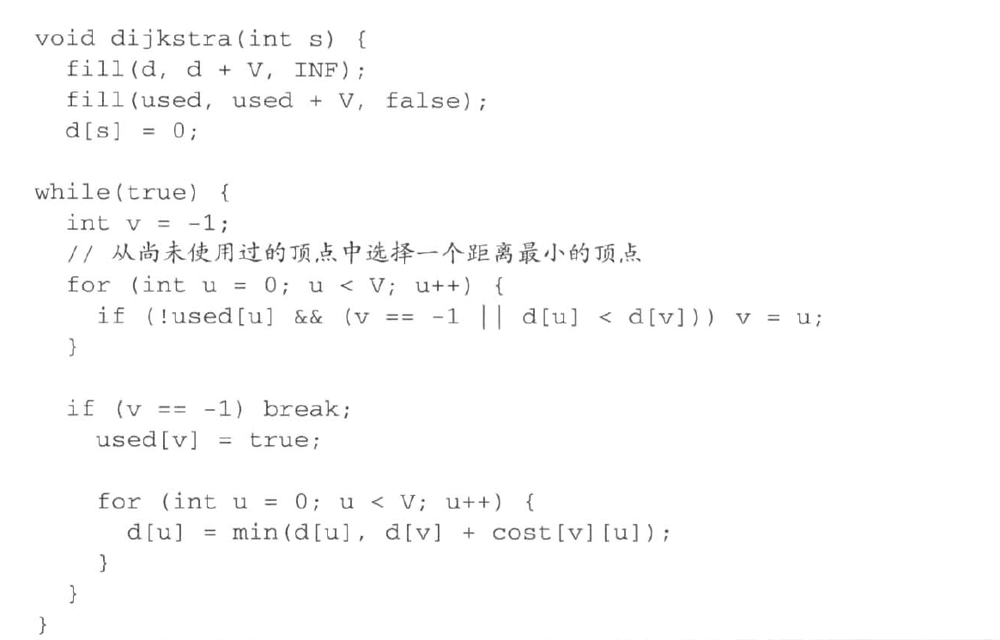 void dijkstra(int s) {
  fill(d, d + V, INF);
  fill(used, used + V, false);
  d[s] = 0;

while(true) {
  int v = -1;
  // 从尚未使用过的顶点中选择一个距离最小的顶点
  for (int u = 0; u < V; u++) {
    if (!used[u] && (v == -1 || d[u] < d[v])) v = u;
  }

  if (v == -1) break;
    used[v] = true;

    for (int u = 0; u < V; u++) {
      d[u] = min(d[u], d[v] + cost[v][u]);
    }
  }
}